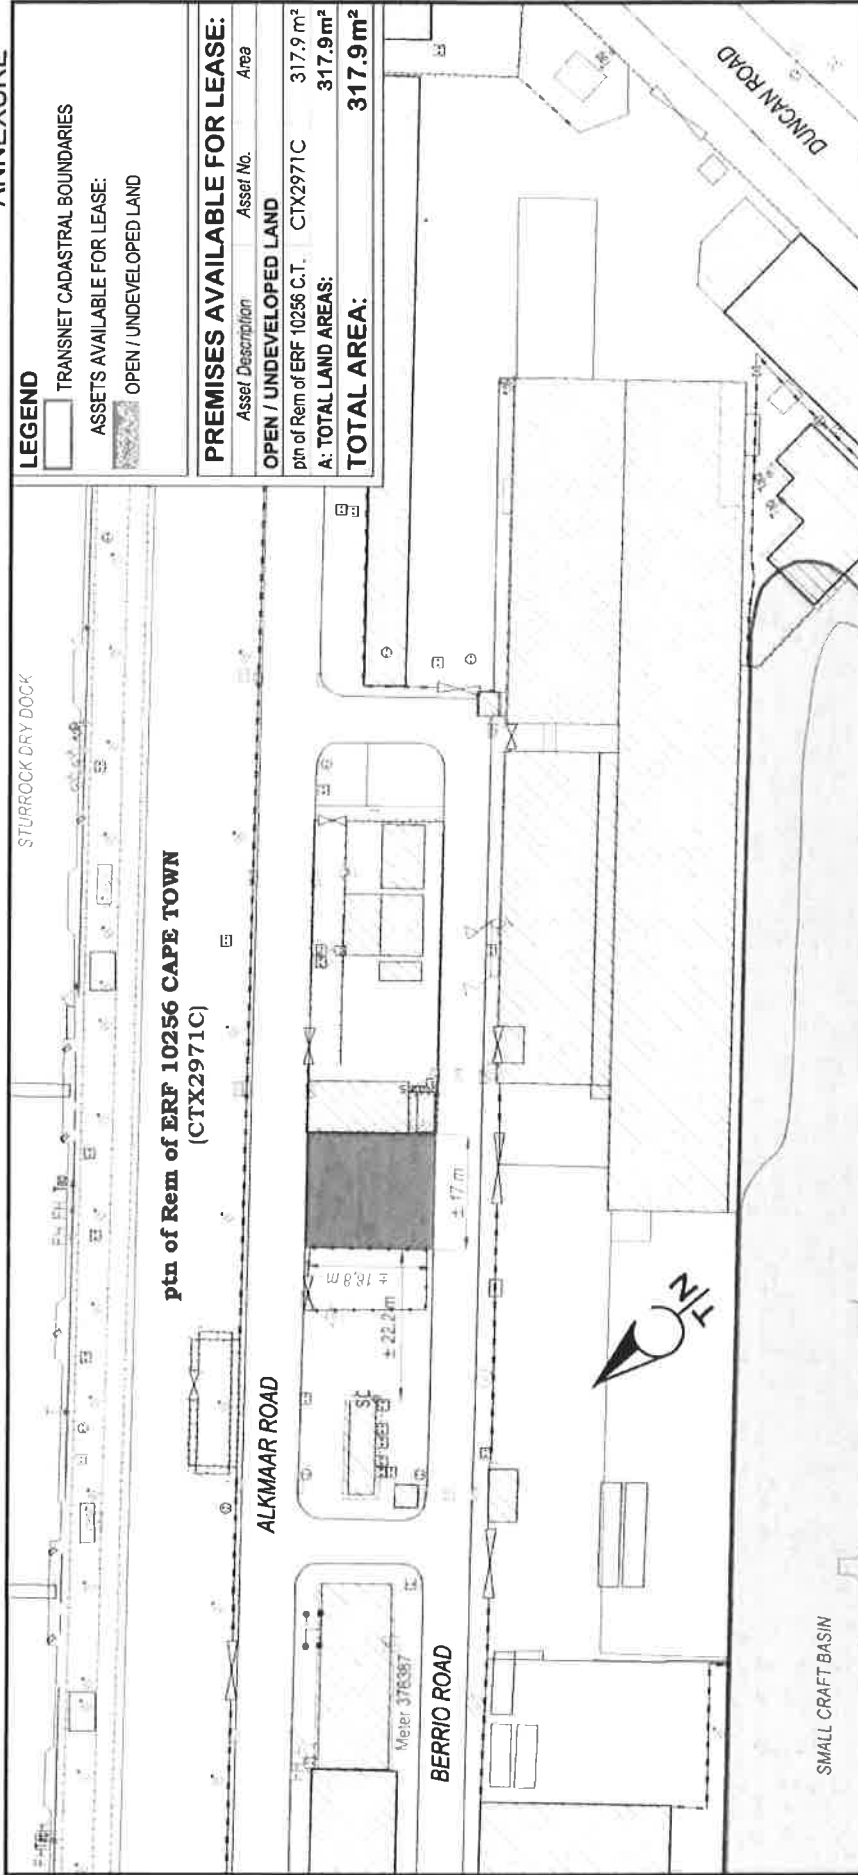 ANNEXURE
LEGEND
TRANSNET CADASTRAL BOUNDARIES
ASSETS AVAILABLE FOR LEASE:
OPEN / UNDEVELOPED LAND
PREMISES AVAILABLE FOR LEASE:
Asset Description Asset No. Area
OPEN / UNDEVELOPED LAND
ptn of Rem of ERF 10256 C.T. CTX2971C 317.9 m²
A: TOTAL LAND AREAS: 317.9m²
TOTAL AREA: 317.9m²
STURROCK DRY DOCK
ptn of Rem of ERF 10256 CAPE TOWN
(CTX2971C)
ALKMAAR ROAD
DUNCAN ROAD
± 17 m
± 18,8 m
± 22.2 m
Meter 378387
BERRIO ROAD
T/N
SMALL CRAFT BASIN